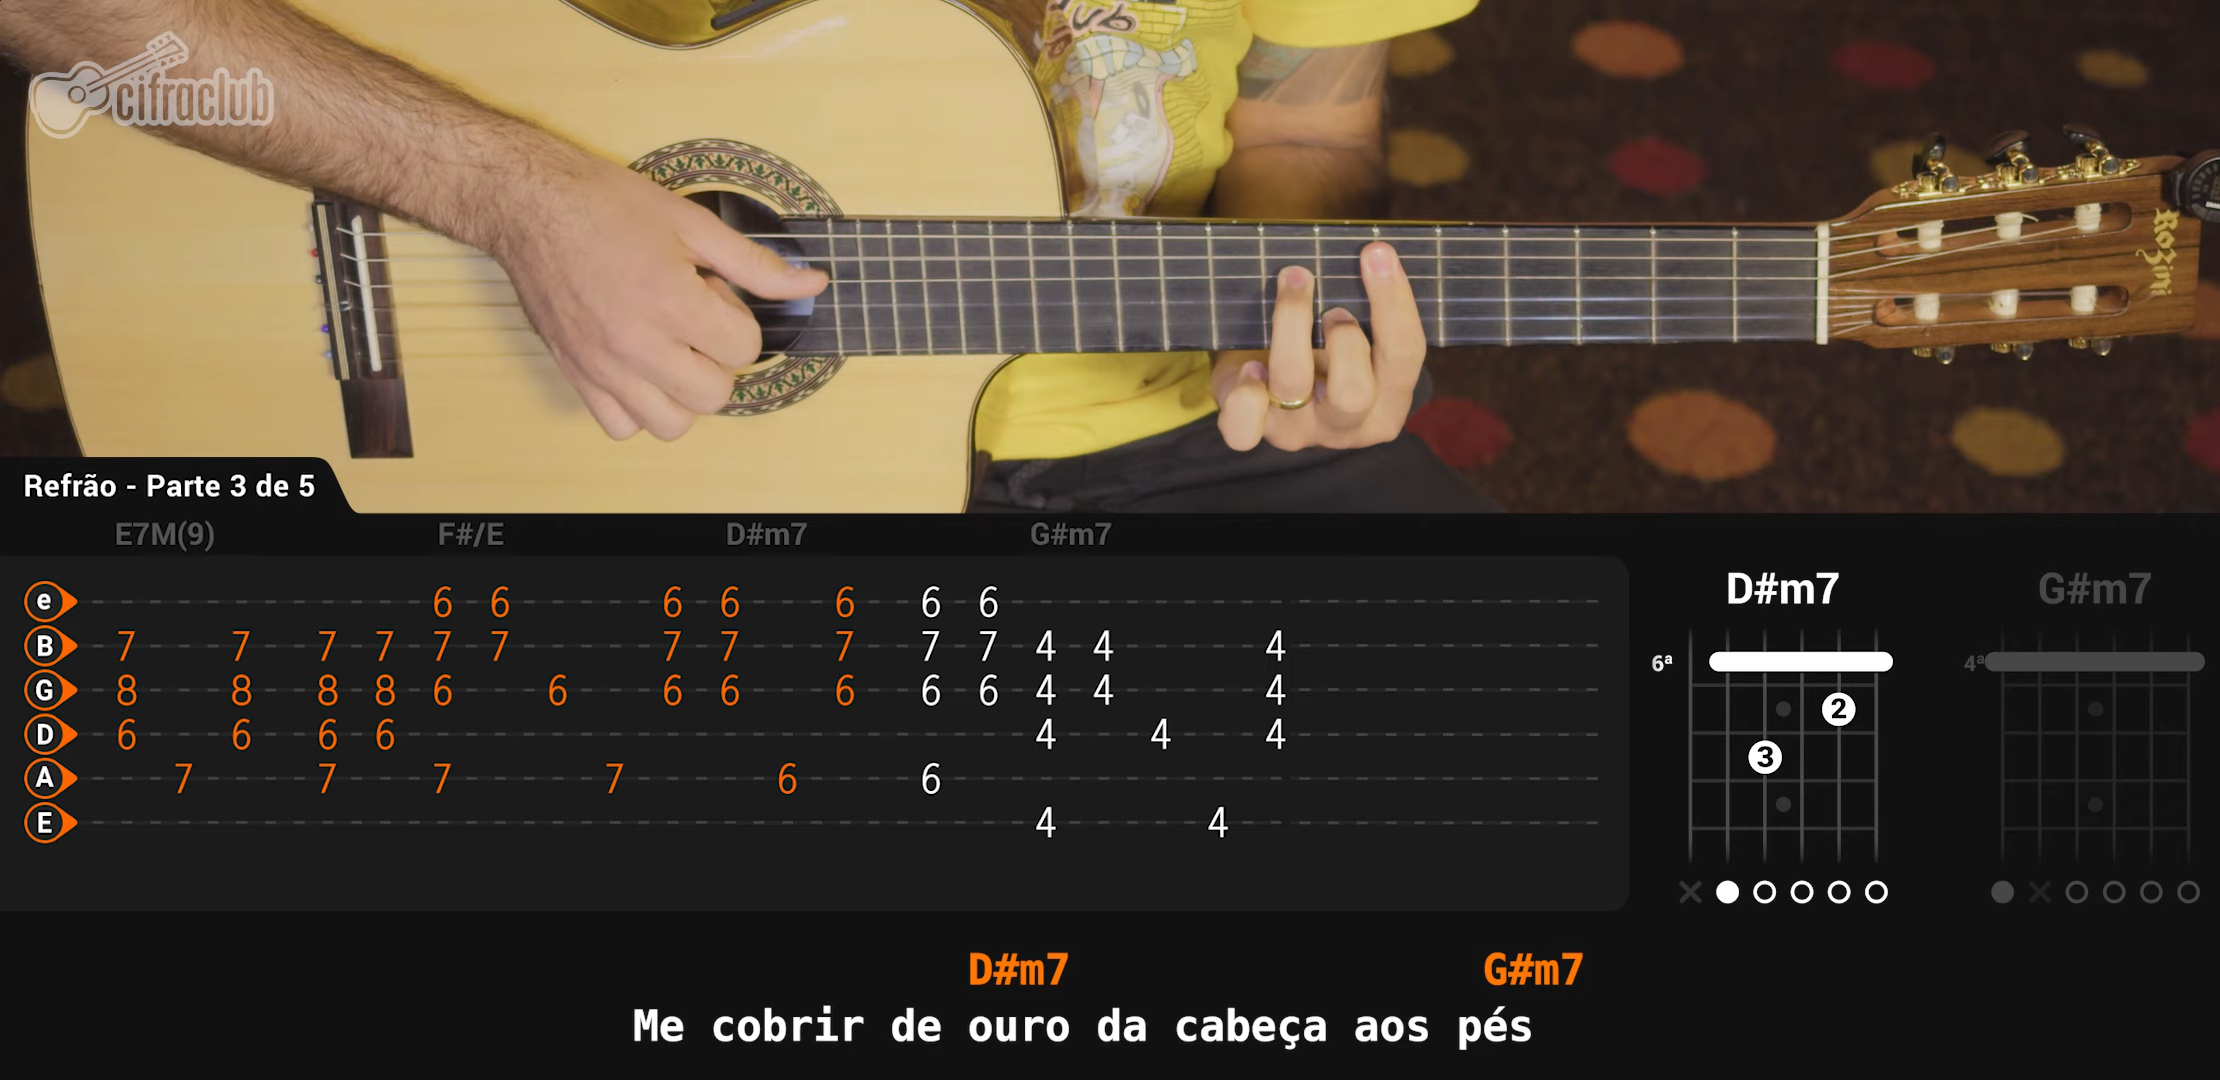 cifraclub
Rozini
Refrão - Parte 3 de 5
E7M(9) F#/E D#m7 G#m7
e 6 6 6 6 6 6 6
B 7 7 7 7 7 7 7 7 7 7 7 4 4 4
G 8 8 8 8 6 6 6 6 6 6 6 4 4 4
D 6 6 6 6 4 4 4
A 7 7 7 7 6 6
E 4 4
D#m7 G#m7
6ª 4ª
2
3
D#m7 G#m7
Me cobrir de ouro da cabeça aos pés